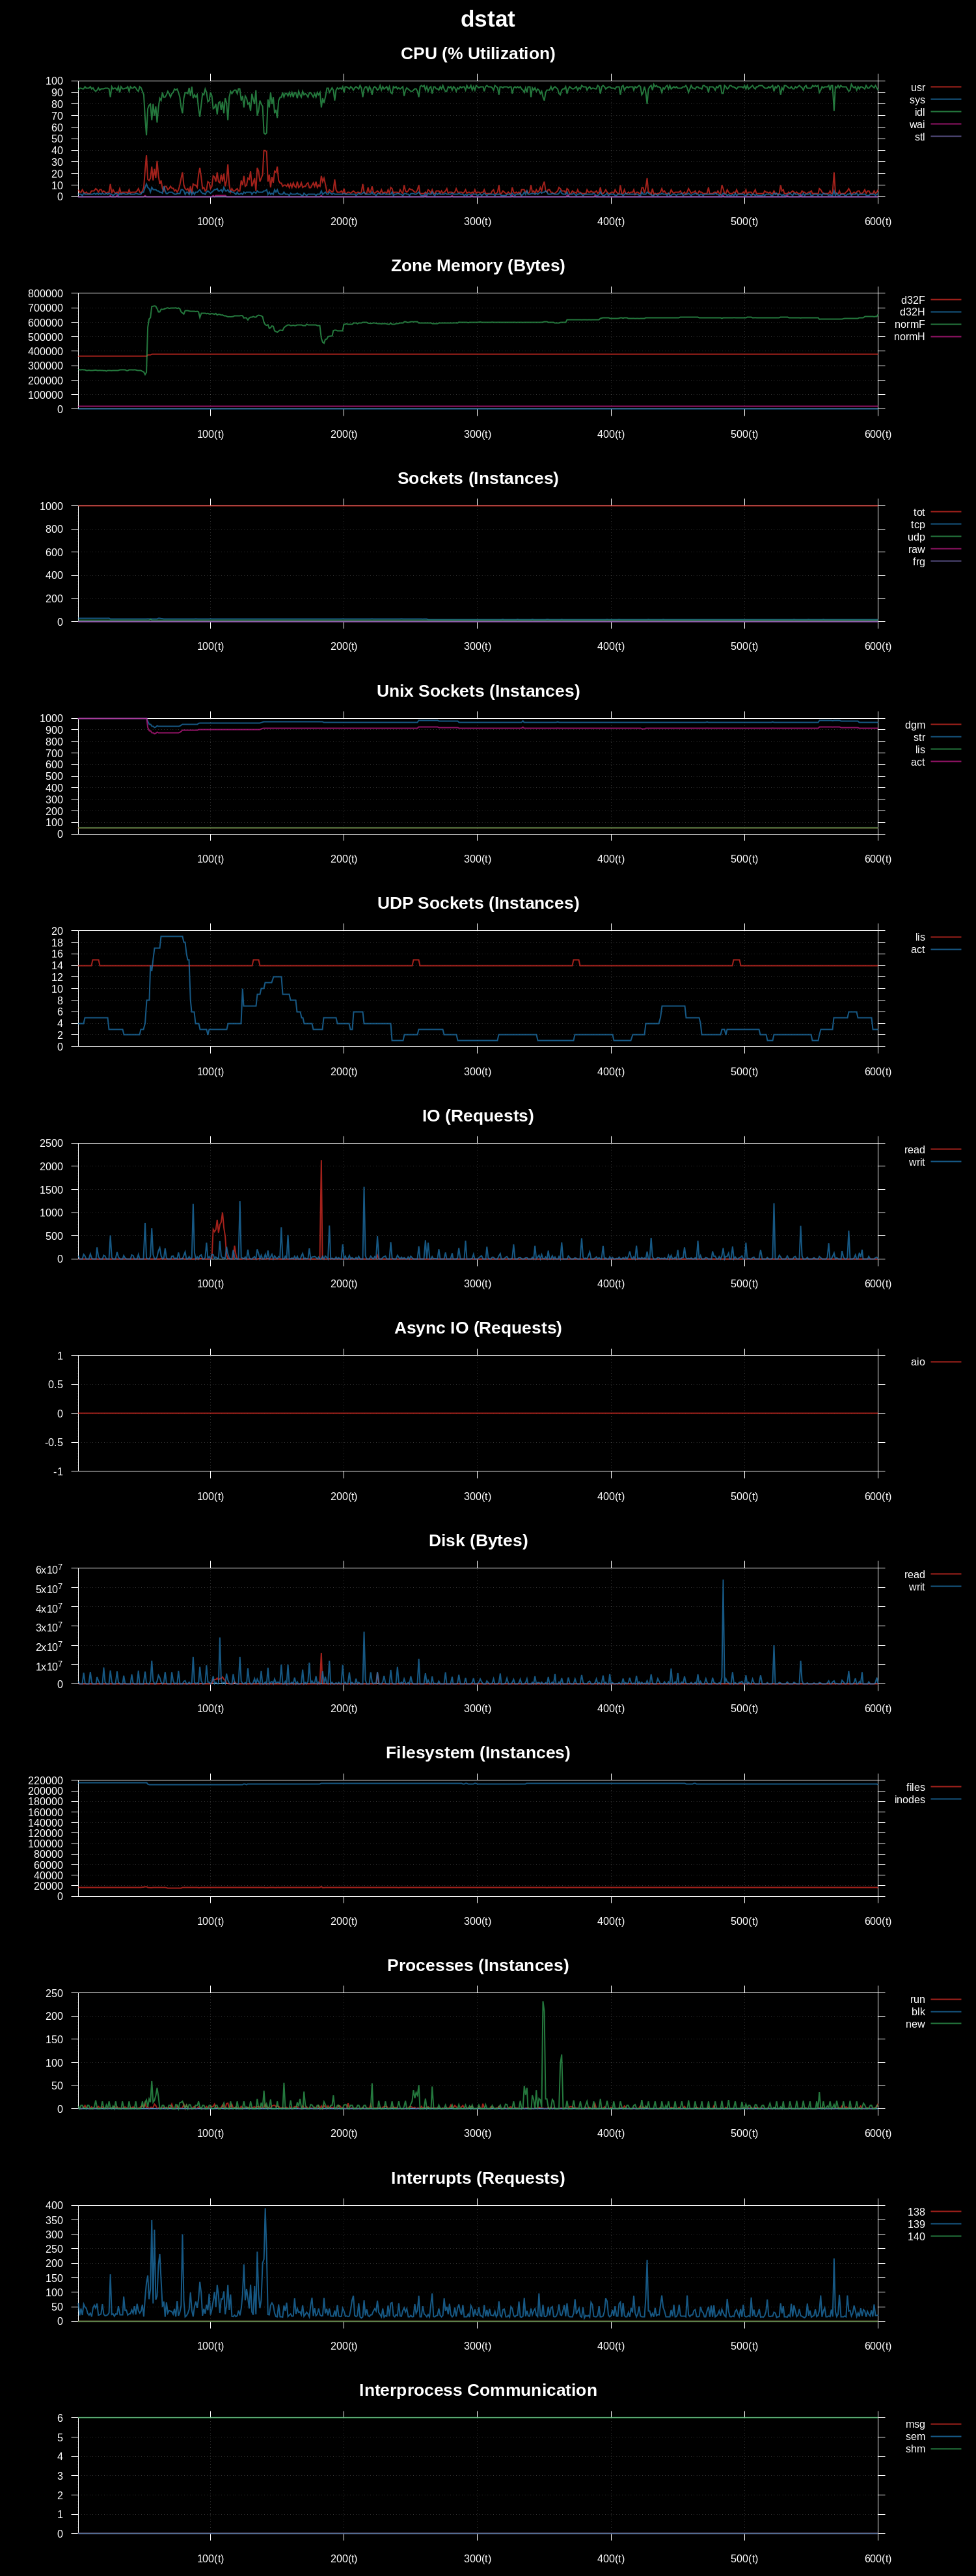 dstat
CPU (% Utilization)
100
90
80
70
60
50
40
30
20
10
0
100(t) 200(t) 300(t) 400(t) 500(t) 600(t)
usr
sys
idl
wai
stl
Zone Memory (Bytes)
800000
700000
600000
500000
400000
300000
200000
100000
0
100(t) 200(t) 300(t) 400(t) 500(t) 600(t)
d32F
d32H
normF
normH
Sockets (Instances)
1000
800
600
400
200
0
100(t) 200(t) 300(t) 400(t) 500(t) 600(t)
tot
tcp
udp
raw
frg
Unix Sockets (Instances)
1000
900
800
700
600
500
400
300
200
100
0
100(t) 200(t) 300(t) 400(t) 500(t) 600(t)
dgm
str
lis
act
UDP Sockets (Instances)
20
18
16
14
12
10
8
6
4
2
0
100(t) 200(t) 300(t) 400(t) 500(t) 600(t)
lis
act
IO (Requests)
2500
2000
1500
1000
500
0
100(t) 200(t) 300(t) 400(t) 500(t) 600(t)
read
writ
Async IO (Requests)
1
0.5
0
-0.5
-1
100(t) 200(t) 300(t) 400(t) 500(t) 600(t)
aio
Disk (Bytes)
6x10⁷
5x10⁷
4x10⁷
3x10⁷
2x10⁷
1x10⁷
0
100(t) 200(t) 300(t) 400(t) 500(t) 600(t)
read
writ
Filesystem (Instances)
220000
200000
180000
160000
140000
120000
100000
80000
60000
40000
20000
0
100(t) 200(t) 300(t) 400(t) 500(t) 600(t)
files
inodes
Processes (Instances)
250
200
150
100
50
0
100(t) 200(t) 300(t) 400(t) 500(t) 600(t)
run
blk
new
Interrupts (Requests)
400
350
300
250
200
150
100
50
0
100(t) 200(t) 300(t) 400(t) 500(t) 600(t)
138
139
140
Interprocess Communication
6
5
4
3
2
1
0
100(t) 200(t) 300(t) 400(t) 500(t) 600(t)
msg
sem
shm